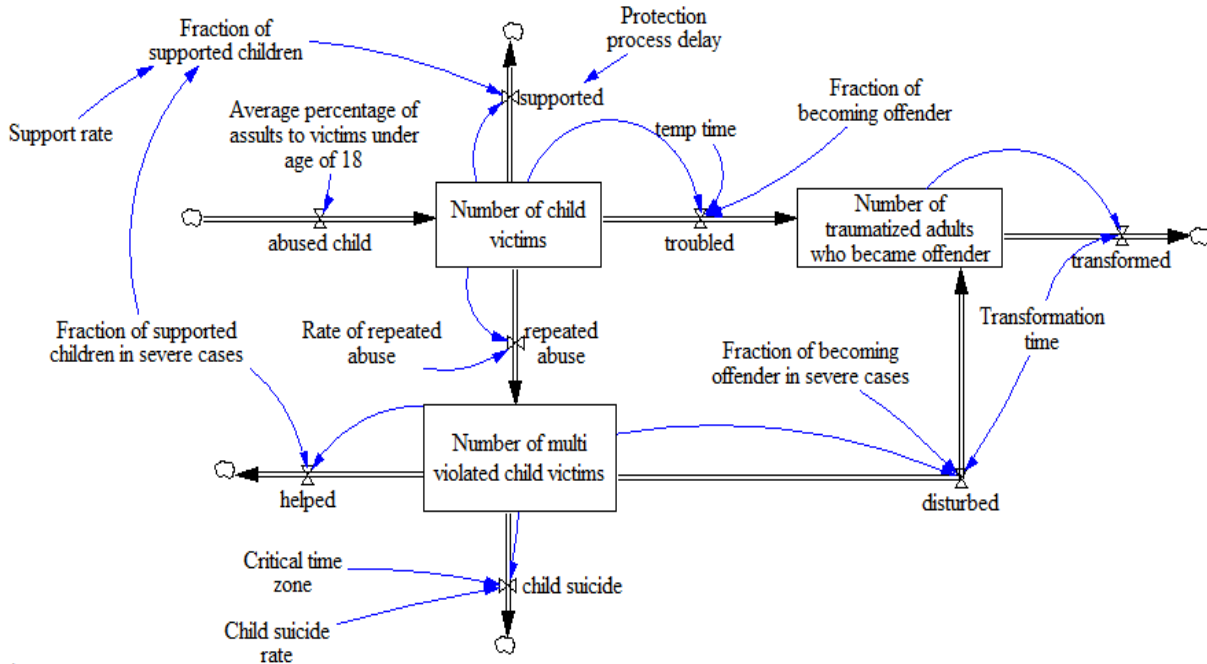 Fraction of
supported children
Protection
process delay
Support rate
Average percentage of
assults to victims under
age of 18
supported
temp time
Fraction of
becoming offender
abused child
Number of child
victims
troubled
Number of
traumatized adults
who became offender
transformed
Fraction of supported
children in severe cases
Rate of repeated
abuse
repeated
abuse
Fraction of becoming
offender in severe cases
Transformation
time
Number of multi
violated child victims
helped
disturbed
Critical time
zone
child suicide
Child suicide
rate